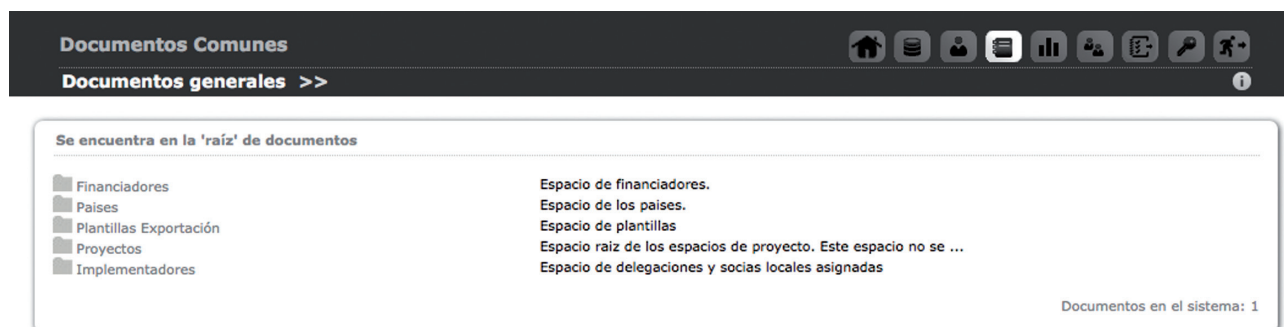 Documentos Comunes
Documentos generales >>
Se encuentra en la 'raíz' de documentos
Financiadores Espacio de financiadores.
Paises Espacio de los paises.
Plantillas Exportación Espacio de plantillas
Proyectos Espacio raiz de los espacios de proyecto. Este espacio no se ...
Implementadores Espacio de delegaciones y socias locales asignadas
Documentos en el sistema: 1